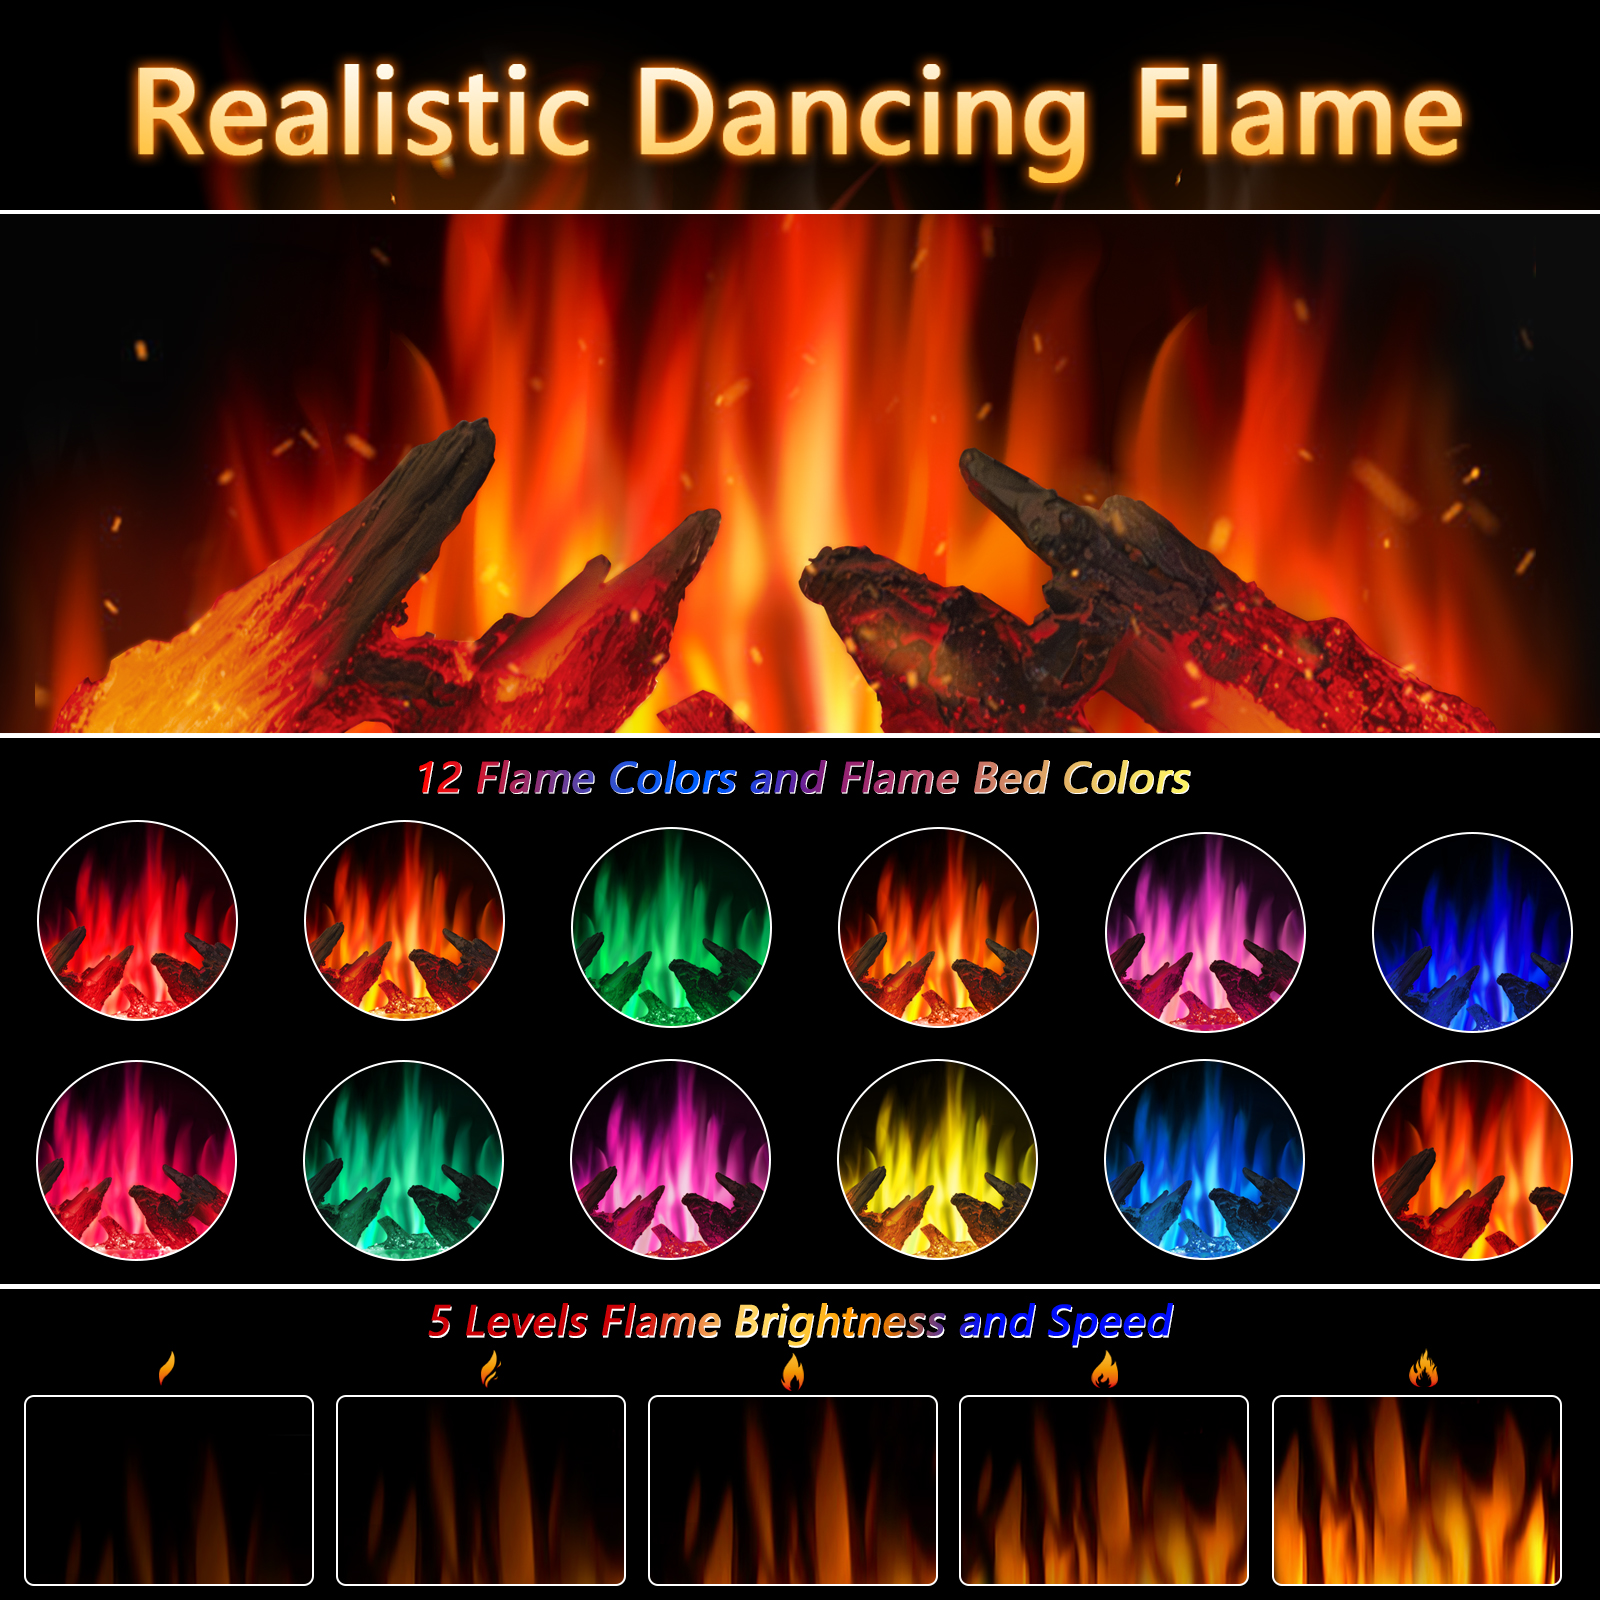 Realistic Dancing Flame
12 Flame Colors and Flame Bed Colors
5 Levels Flame Brightness and Speed